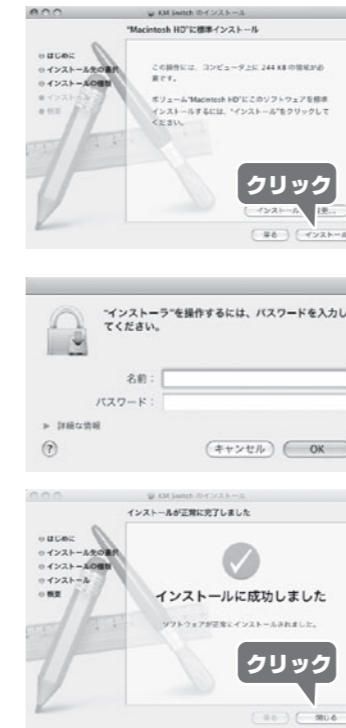 KM Switch のインストール
"Macintosh HD"に標準インストール
はじめに
インストール先の選択
インストールの種類
インストール
概要
この操作には、コンピュータ上に 244 KB の領域が必
要です。
ボリューム"Macintosh HD"にこのソフトウェアを標準
インストールするには、"インストール"をクリックして
ください。
クリック
戻る
インストール
"インストーラ"を操作するには、パスワードを入力し
てください。
名前：
パスワード：
詳細な情報
?
キャンセル
OK
KM Switch のインストール
インストールが正常に完了しました
はじめに
インストール先の選択
インストールの種類
インストール
概要
インストールに成功しました
ソフトウェアが正常にインストールされました。
クリック
戻る
閉じる